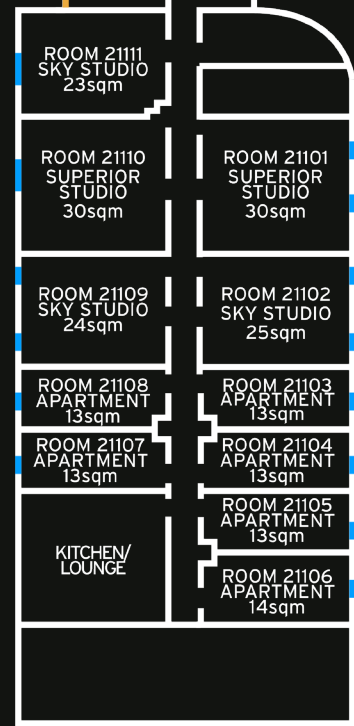 ROOM 21111
SKY STUDIO
23sqm
ROOM 21110
SUPERIOR
STUDIO
30sqm
ROOM 21101
SUPERIOR
STUDIO
30sqm
ROOM 21109
SKY STUDIO
24sqm
ROOM 21102
SKY STUDIO
25sqm
ROOM 21108
APARTMENT
13sqm
ROOM 21103
APARTMENT
13sqm
ROOM 21107
APARTMENT
13sqm
ROOM 21104
APARTMENT
13sqm
ROOM 21105
APARTMENT
13sqm
KITCHEN/
LOUNGE
ROOM 21106
APARTMENT
14sqm